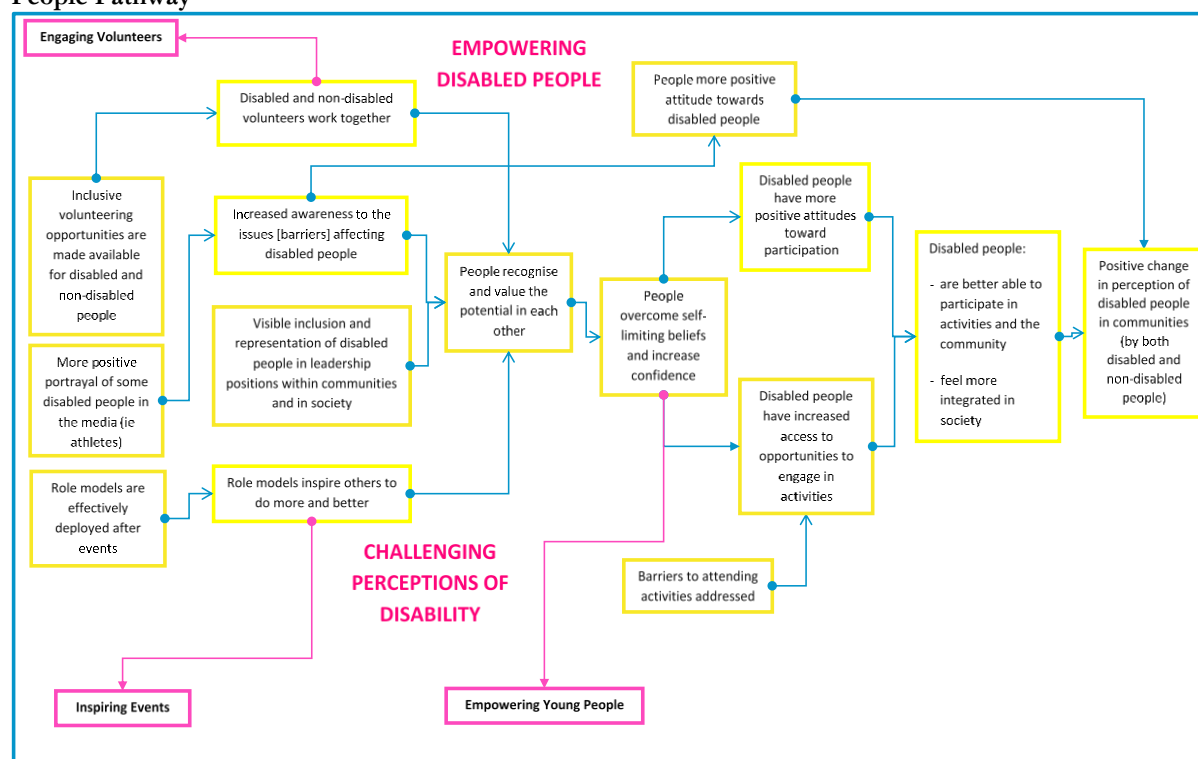 People Pathway
Engaging Volunteers
EMPOWERING
DISABLED PEOPLE
People more positive
attitude towards
disabled people
Disabled and non-disabled
volunteers work together
Inclusive
volunteering
opportunities are
made available
for disabled and
non-disabled
people
Increased awareness to the
issues [barriers] affecting
disabled people
Disabled people
have more
positive attitudes
toward
participation
People recognise
and value the
potential in each
other
People
overcome self-
limiting beliefs
and increase
confidence
Disabled people:
- are better able to
participate in
activities and the
community
- feel more
integrated in
society
Positive change
in perception of
disabled people
in communities
(by both
disabled and
non-disabled
people)
Visible inclusion and
representation of disabled
people in leadership
positions within communities
and in society
More positive
portrayal of some
disabled people in
the media (ie
athletes)
Disabled people
have increased
access to
opportunities to
engage in
activities
Role models are
effectively
deployed after
events
Role models inspire others to
do more and better
CHALLENGING
PERCEPTIONS OF
DISABILITY
Barriers to attending
activities addressed
Inspiring Events
Empowering Young People